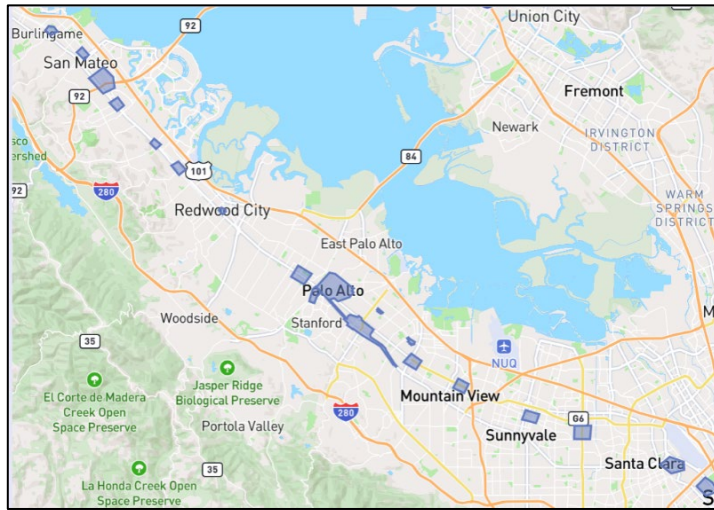 Burlingame
92
Union City
San Mateo
92
Fremont
Newark
IRVINGTON
DISTRICT
84
92
280
101
WARM
SPRINGS
DISTRICT
Redwood City
East Palo Alto
Palo Alto
Woodside
Stanford
35
NUQ
El Corte de Madera
Creek Open
Space Preserve
Jasper Ridge
Biological Preserve
280
Mountain View
Portola Valley
Sunnyvale
G6
35
Santa Clara
La Honda Creek Open
Space Preserve